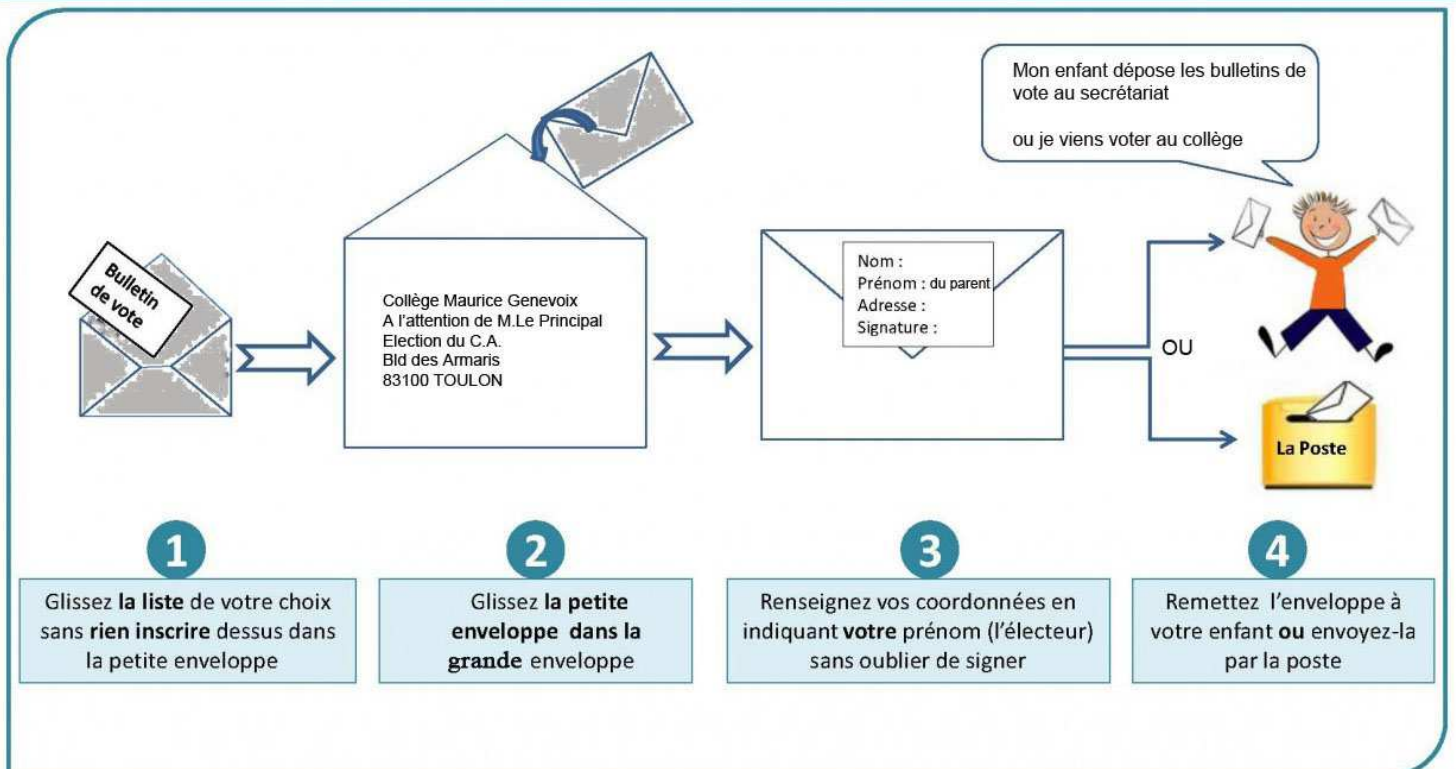 Mon enfant dépose les bulletins de
vote au secrétariat
ou je viens voter au collège
Bulletin
de vote
Collège Maurice Genevoix
A l'attention de M.Le Principal
Election du C.A.
Bld des Armaris
83100 TOULON
Nom :
Prénom : du parent
Adresse :
Signature :
OU
La Poste
1
Glissez la liste de votre choix
sans rien inscrire dessus dans
la petite enveloppe
2
Glissez la petite
enveloppe dans la
grande enveloppe
3
Renseignez vos coordonnées en
indiquant votre prénom (l'électeur)
sans oublier de signer
4
Remettez l'enveloppe à
votre enfant ou envoyez-la
par la poste